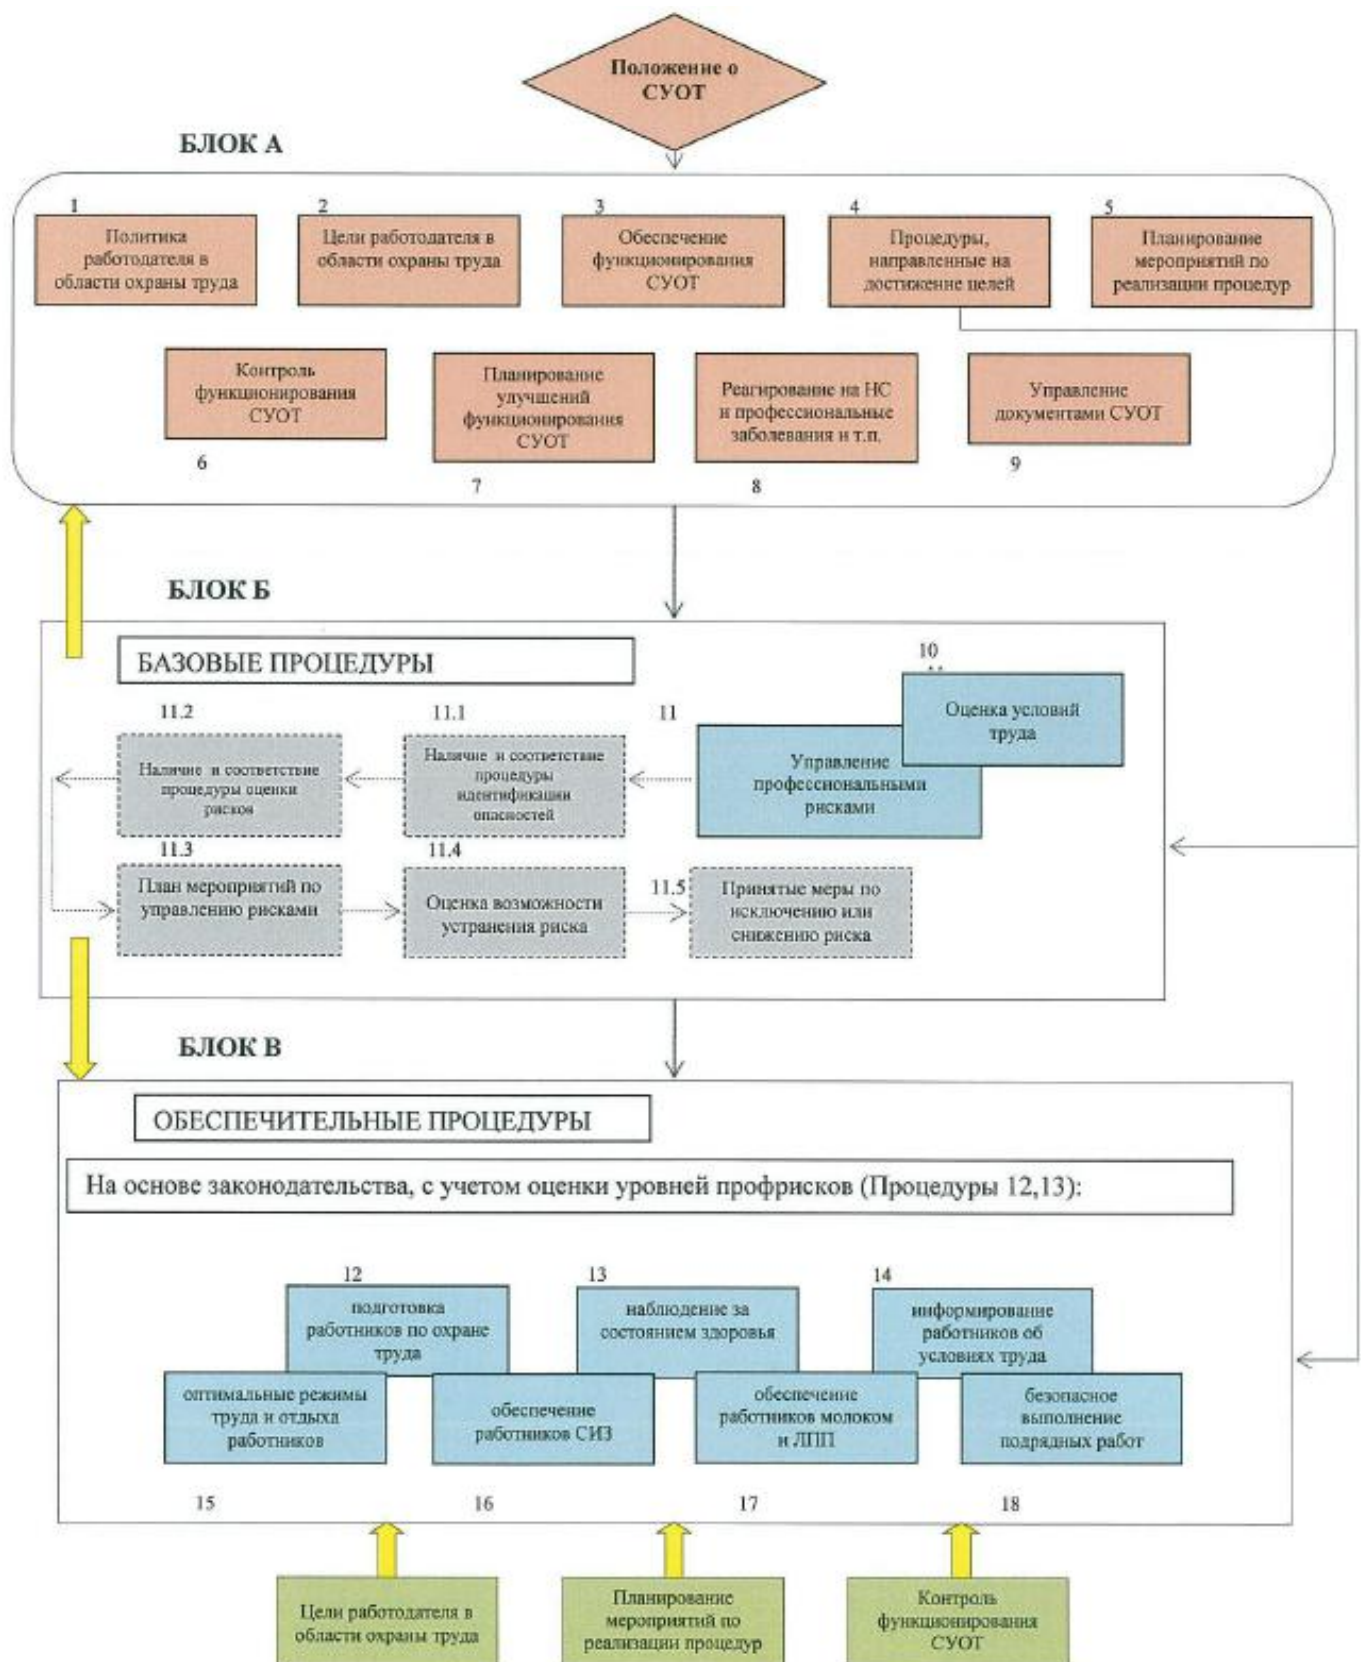 Положение о
СУОТ
БЛОК А
1
Политика
работодателя в
области охраны труда
2
Цели работодателя в
области охраны труда
3
Обеспечение
функционирования
СУОТ
4
Процедуры,
направленные на
достижение целей
5
Планирование
мероприятий по
реализации процедур
Контроль
функционирования
СУОТ
6
Планирование
улучшений
функционирования
СУОТ
7
Реагирование на НС
и профессиональные
заболевания и т.п.
8
Управление
документами СУОТ
9
БЛОК Б
БАЗОВЫЕ ПРОЦЕДУРЫ
10
Оценка условий
труда
11
Управление
профессиональными
рисками
11.1
Наличие и соответствие
процедуры
идентификации
опасностей
11.2
Наличие и соответствие
процедуры оценки
рисков
11.3
План мероприятий по
управлению рисками
11.4
Оценка возможности
устранения риска
11.5
Принятые меры по
исключению или
снижению риска
БЛОК В
ОБЕСПЕЧИТЕЛЬНЫЕ ПРОЦЕДУРЫ
На основе законодательства, с учетом оценки уровней профрисков (Процедуры 12,13):
12
подготовка
работников по охране
труда
13
наблюдение за
состоянием здоровья
14
информирование
работников об
условиях труда
оптимальные режимы
труда и отдыха
работников
15
обеспечение
работников СИЗ
16
обеспечение
работников молоком
и ЛПП
17
безопасное
выполнение
подрядных работ
18
Цели работодателя в
области охраны труда
Планирование
мероприятий по
реализации процедур
Контроль
функционирования
СУОТ